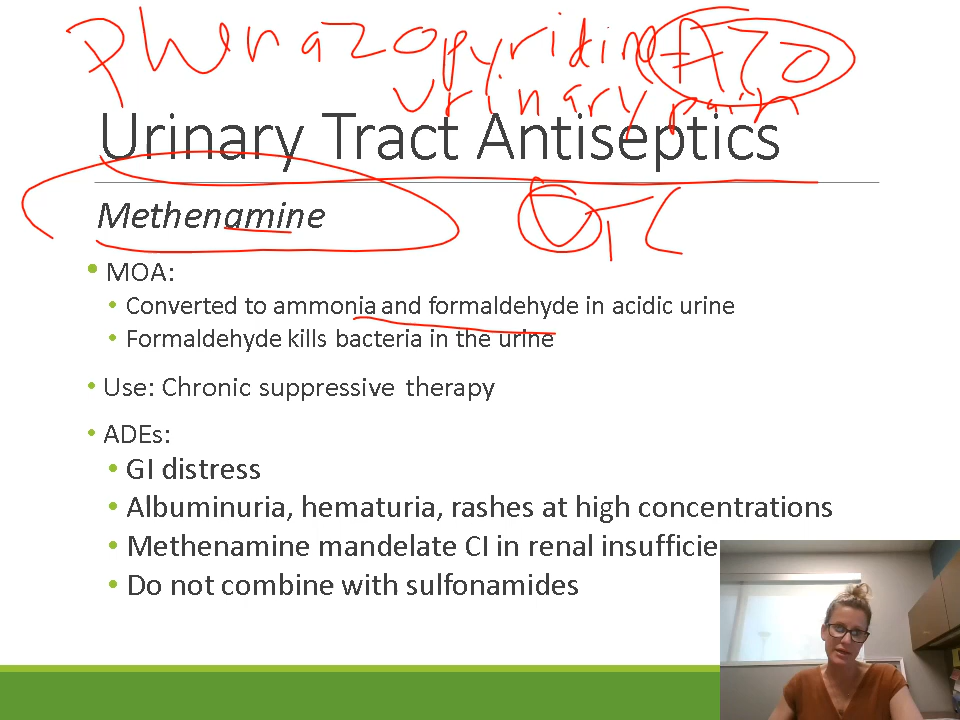 Phenazopyridine AZO
urinary pain
Urinary Tract Antiseptics
Methenamine OTC
• MOA:
• Converted to ammonia and formaldehyde in acidic urine
• Formaldehyde kills bacteria in the urine
• Use: Chronic suppressive therapy
• ADEs:
• GI distress
• Albuminuria, hematuria, rashes at high concentrations
• Methenamine mandelate CI in renal insufficie
• Do not combine with sulfonamides